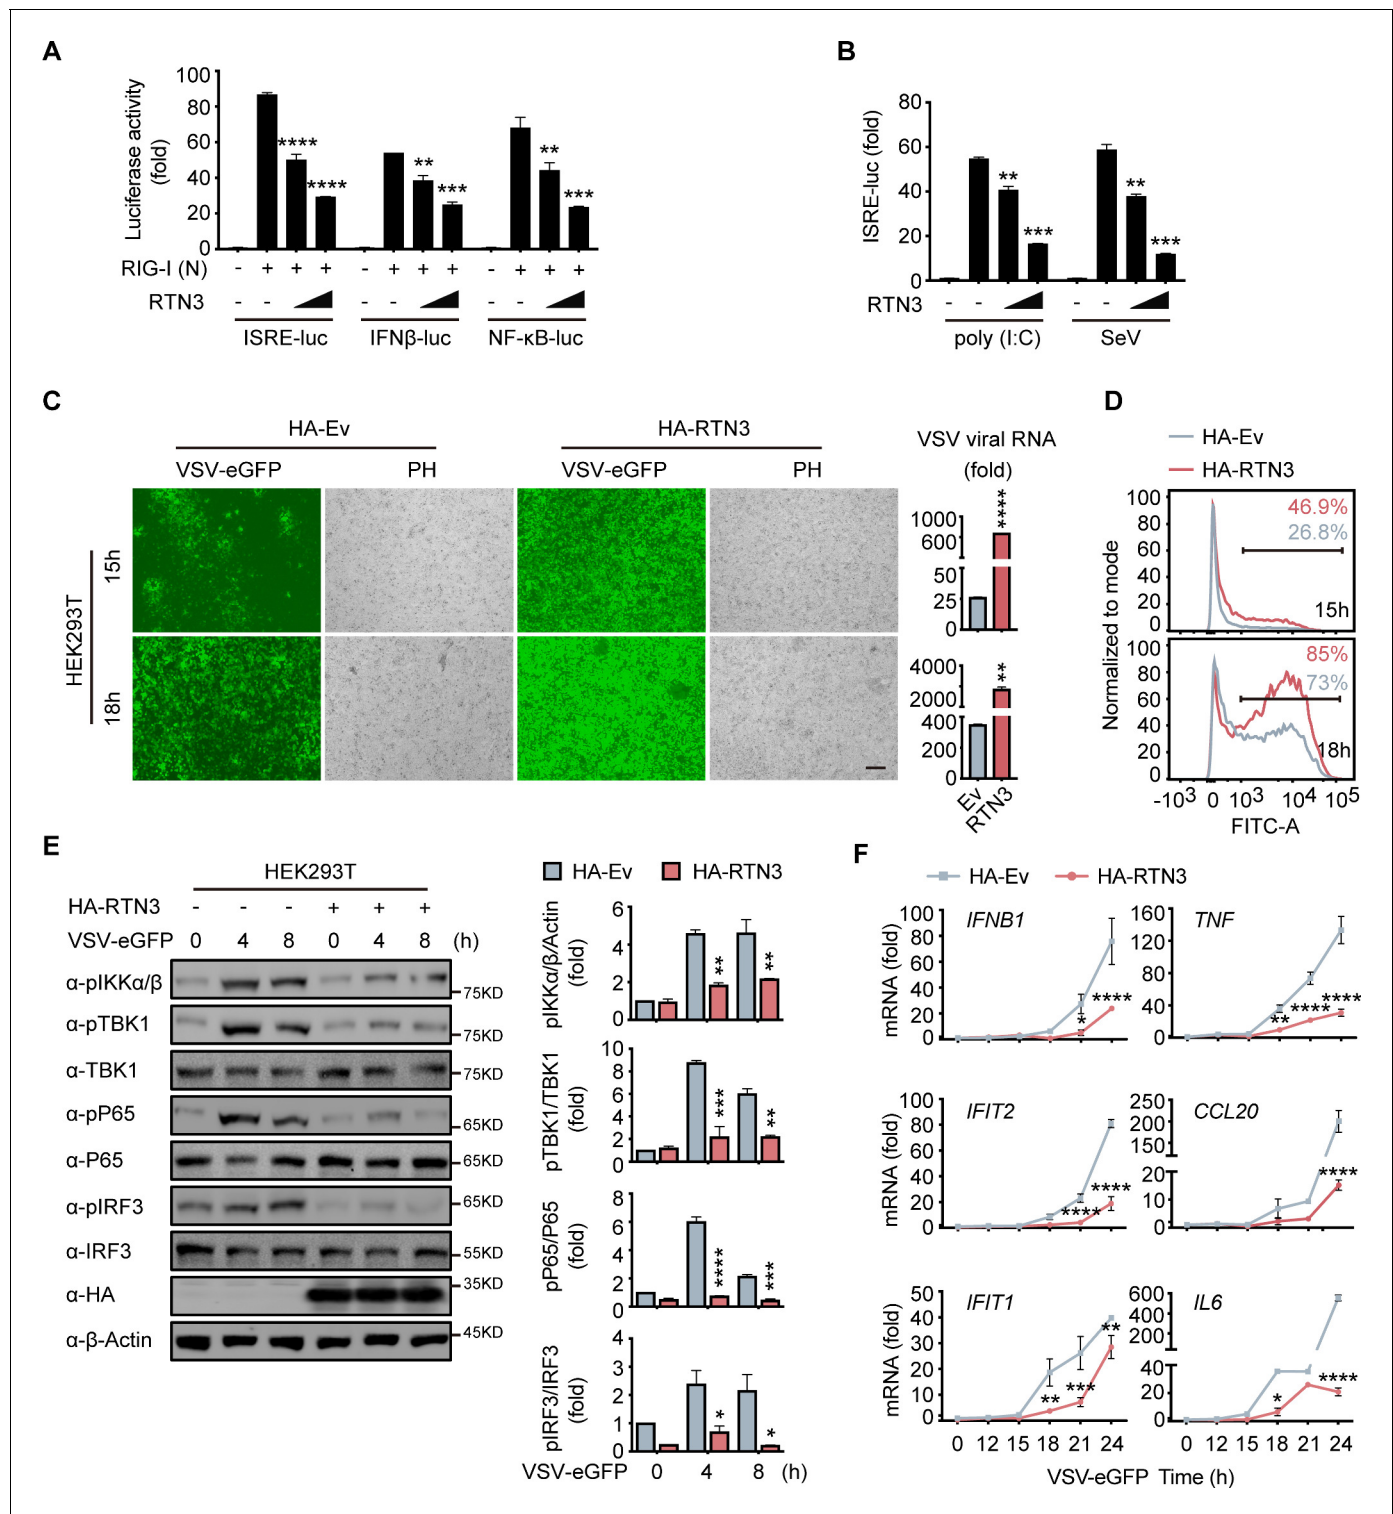 A
Luciferase activity
(fold)
100
80
60
40
20
0
****
****
**
***
**
***
RIG-I (N) - + + + - + + + - + + +
RTN3 - - - - - -
ISRE-luc IFNβ-luc NF-κB-luc
B
ISRE-luc (fold)
80
60
40
20
0
**
***
**
***
RTN3 - - - -
poly (I:C) SeV
C
HA-Ev HA-RTN3
VSV-eGFP PH VSV-eGFP PH
HEK293T
15h
18h
VSV viral RNA
(fold)
****
1000
600
50
25
0
**
4000
2000
400
200
0
Ev
RTN3
D
HA-Ev
HA-RTN3
Normalized to mode
100
80
60
40
20
0
46.9%
26.8%
15h
100
80
60
40
20
0
85%
73%
18h
-10³ 0 10³ 10⁴ 10⁵
FITC-A
E
HEK293T
HA-RTN3 - - - + + +
VSV-eGFP 0 4 8 0 4 8 (h)
α-pIKKα/β 75KD
α-pTBK1 75KD
α-TBK1 75KD
α-pP65 65KD
α-P65 65KD
α-pIRF3 65KD
α-IRF3 55KD
α-HA 35KD
α-β-Actin 45KD
HA-Ev HA-RTN3
pIKKα/β/Actin
(fold)
6
4
2
0
**
**
pTBK1/TBK1
(fold)
10
8
6
4
2
0
***
**
pP65/P65
(fold)
8
6
4
2
0
****
***
pIRF3/IRF3
(fold)
4
3
2
1
0
*
*
VSV-eGFP 0 4 8 (h)
F
HA-Ev HA-RTN3
mRNA (fold)
100
80
60
40
20
0
IFNB1
*
****
160
120
80
40
0
TNF
**
****
****
mRNA (fold)
100
80
60
40
20
0
IFIT2
****
****
250
200
150
100
20
10
0
CCL20
****
mRNA (fold)
50
40
30
20
10
0
IFIT1
**
***
**
600
400
200
40
20
0
IL6
*
****
0 12 15 18 21 24 0 12 15 18 21 24
VSV-eGFP Time (h)